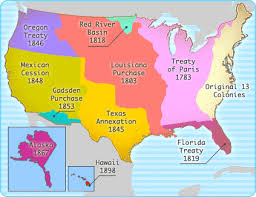 Oregon
Treaty
1846
Red River
Basin
1818
Mexican
Cession
1848
Louisiana
Purchase
1803
Treaty
of Paris
1783
Original 13
Colonies
Gadsden
Purchase
1853
Texas
Annexation
1845
Florida
Treaty
1819
Alaska
1867
Hawaii
1898